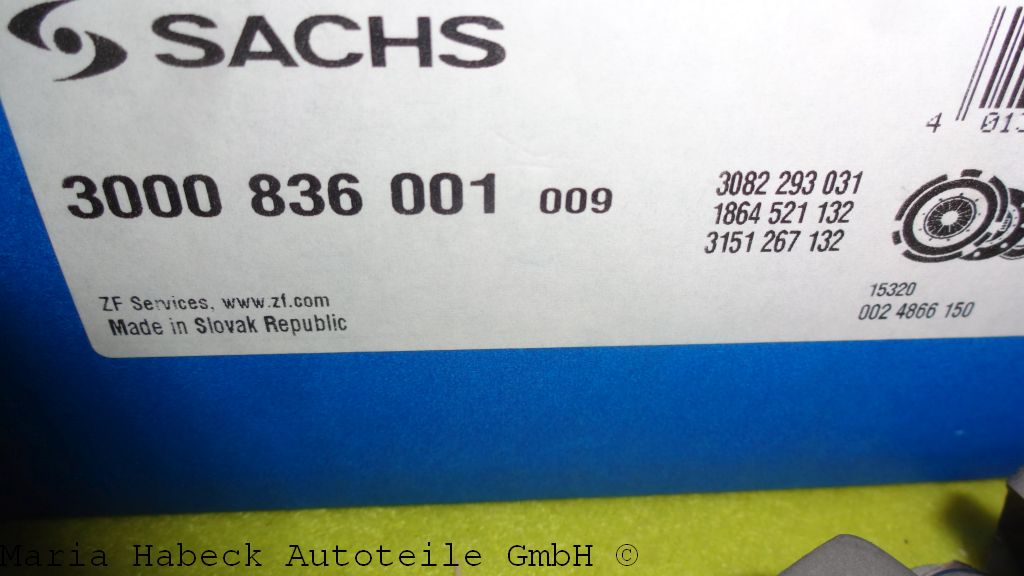 SACHS
4 013
3000 836 001 009
3082 293 031
1864 521 132
3151 267 132
15320
002 4866 150
ZF Services, www.zf.com
Made in Slovak Republic
Maria Habeck Autoteile GmbH ©